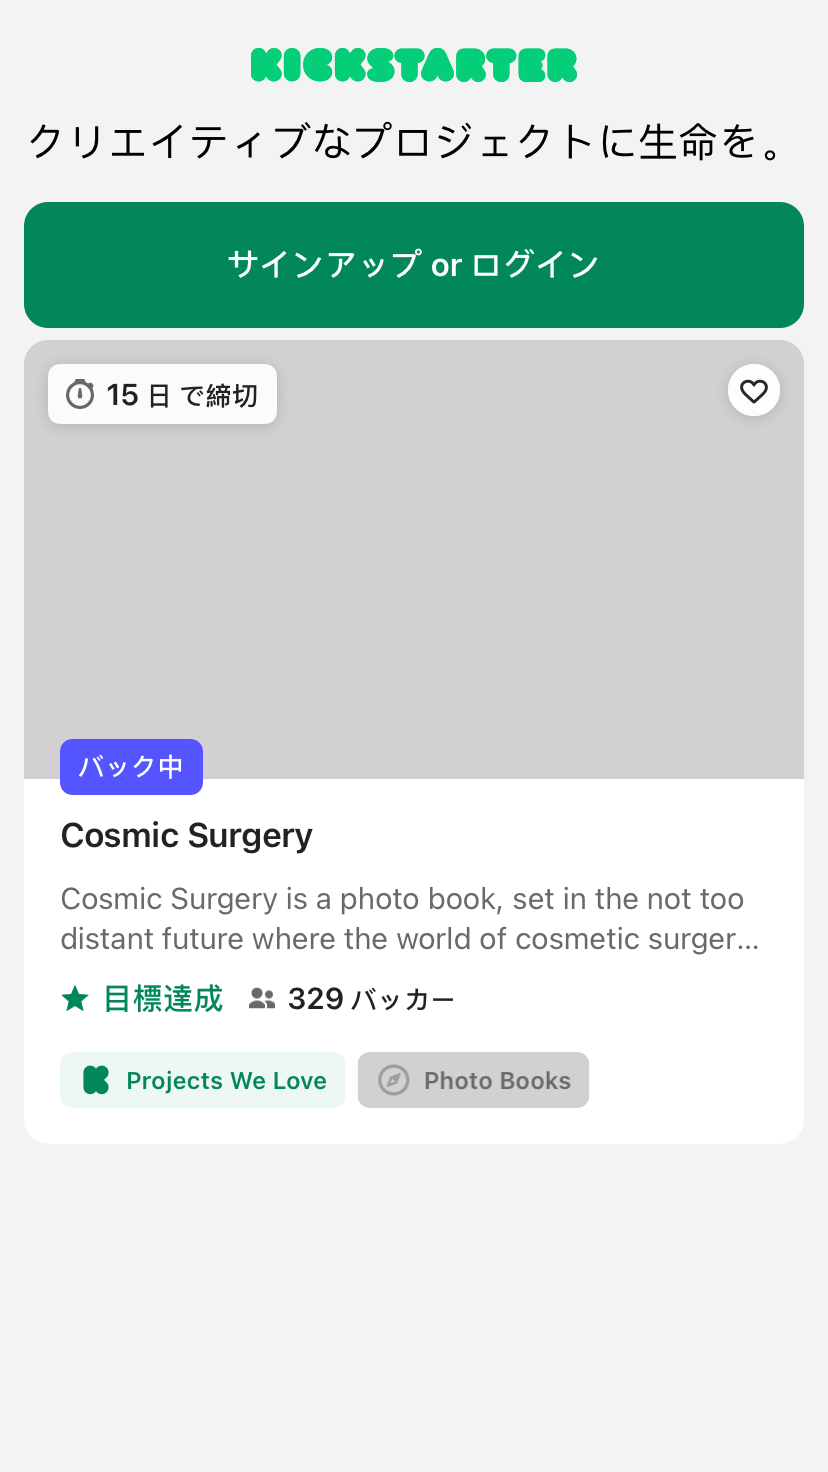 KICKSTARTER
クリエイティブなプロジェクトに生命を。
サインアップ or ログイン
15 日 で締切
バック中
Cosmic Surgery
Cosmic Surgery is a photo book, set in the not too
distant future where the world of cosmetic surger...
目標達成 329 バッカー
Projects We Love Photo Books